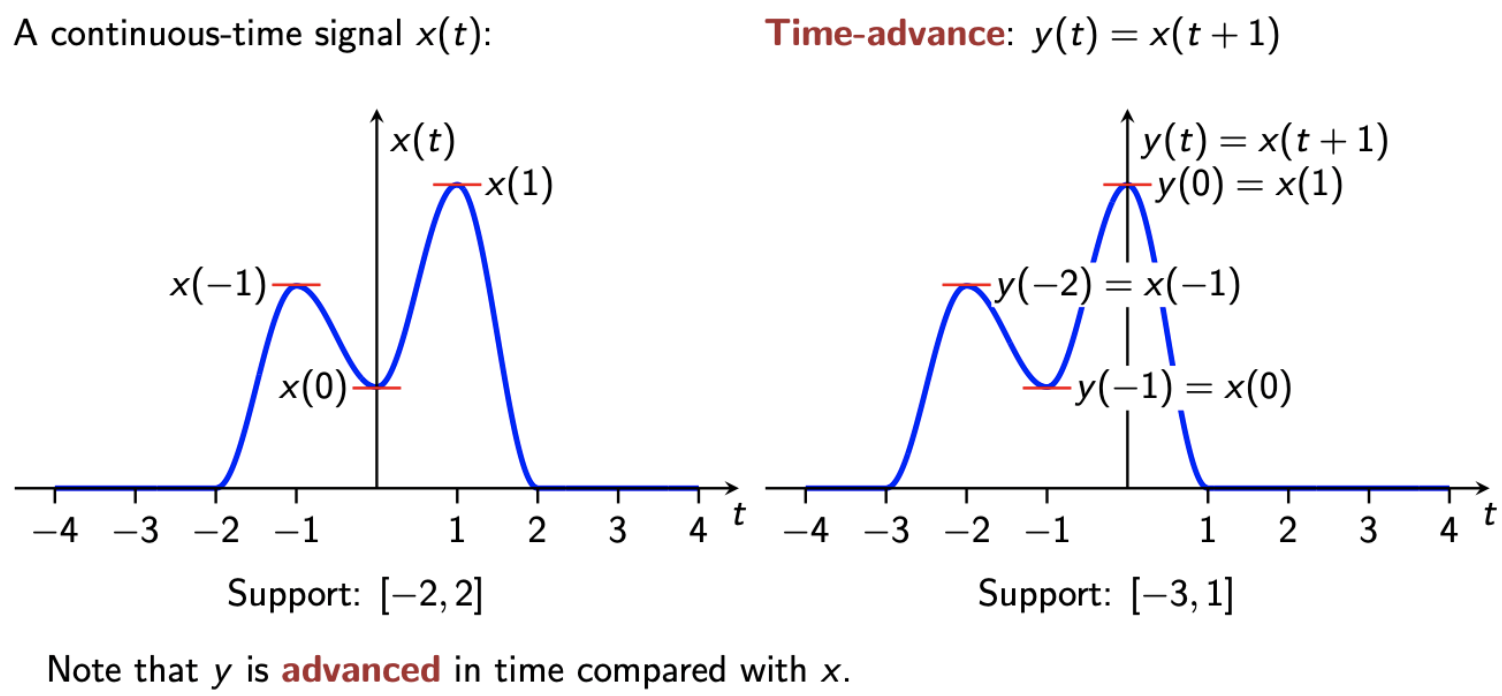 A continuous-time signal x(t):
x(t)
x(1)
x(−1)
x(0)
−4 −3 −2 −1 1 2 3 4 t
Support: [−2, 2]
Time-advance: y(t) = x(t + 1)
y(t) = x(t + 1)
y(0) = x(1)
y(−2) = x(−1)
y(−1) = x(0)
−4 −3 −2 −1 1 2 3 4 t
Support: [−3, 1]
Note that y is advanced in time compared with x.